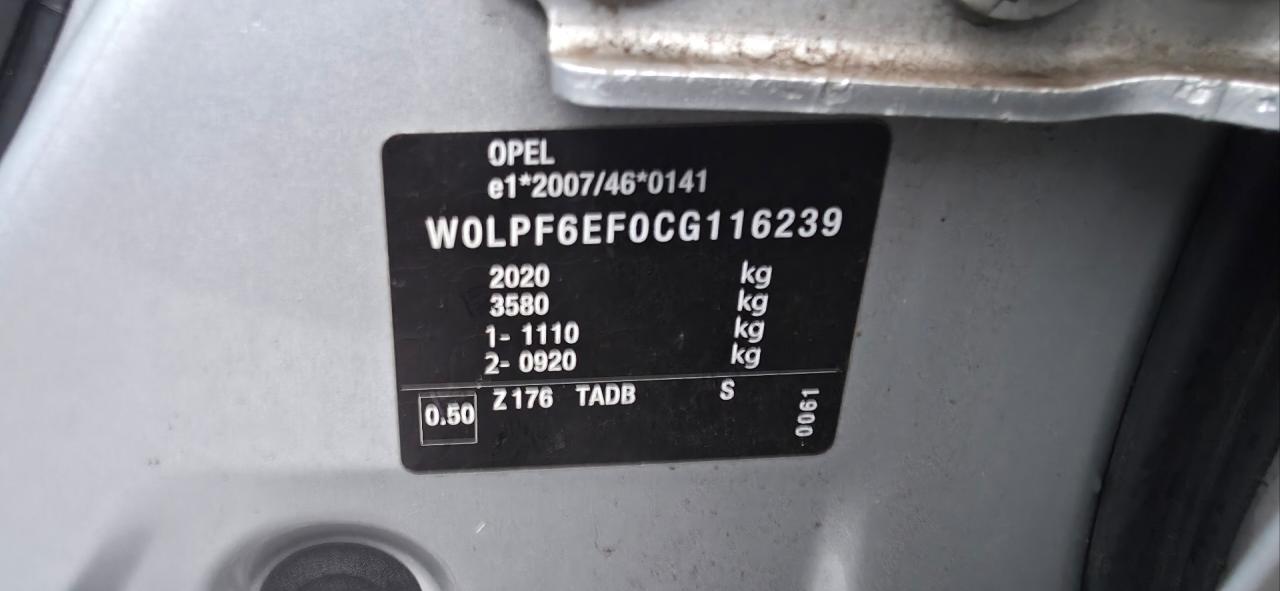 OPEL
e1*2007/46*0141
W0LPF6EF0CG116239
2020 kg
3580 kg
1- 1110 kg
2- 0920 kg
0.50 Z176 TADB S
0061